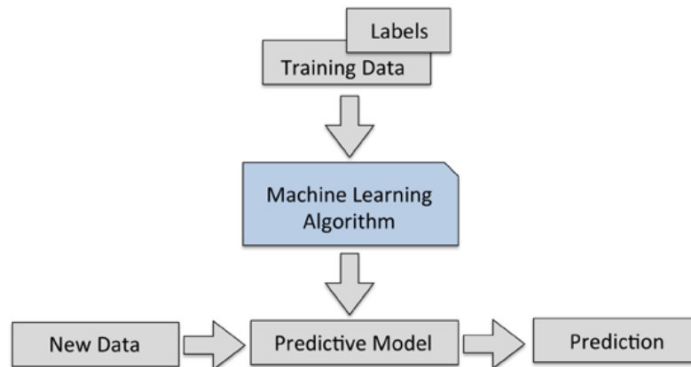 Labels
Training Data
Machine Learning
Algorithm
New Data
Predictive Model
Prediction